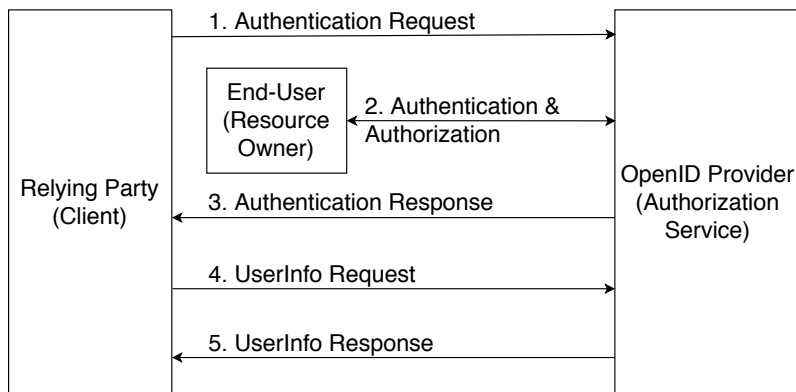 1. Authentication Request
End-User
(Resource
Owner)
2. Authentication &
Authorization
Relying Party
(Client)
OpenID Provider
(Authorization
Service)
3. Authentication Response
4. UserInfo Request
5. UserInfo Response